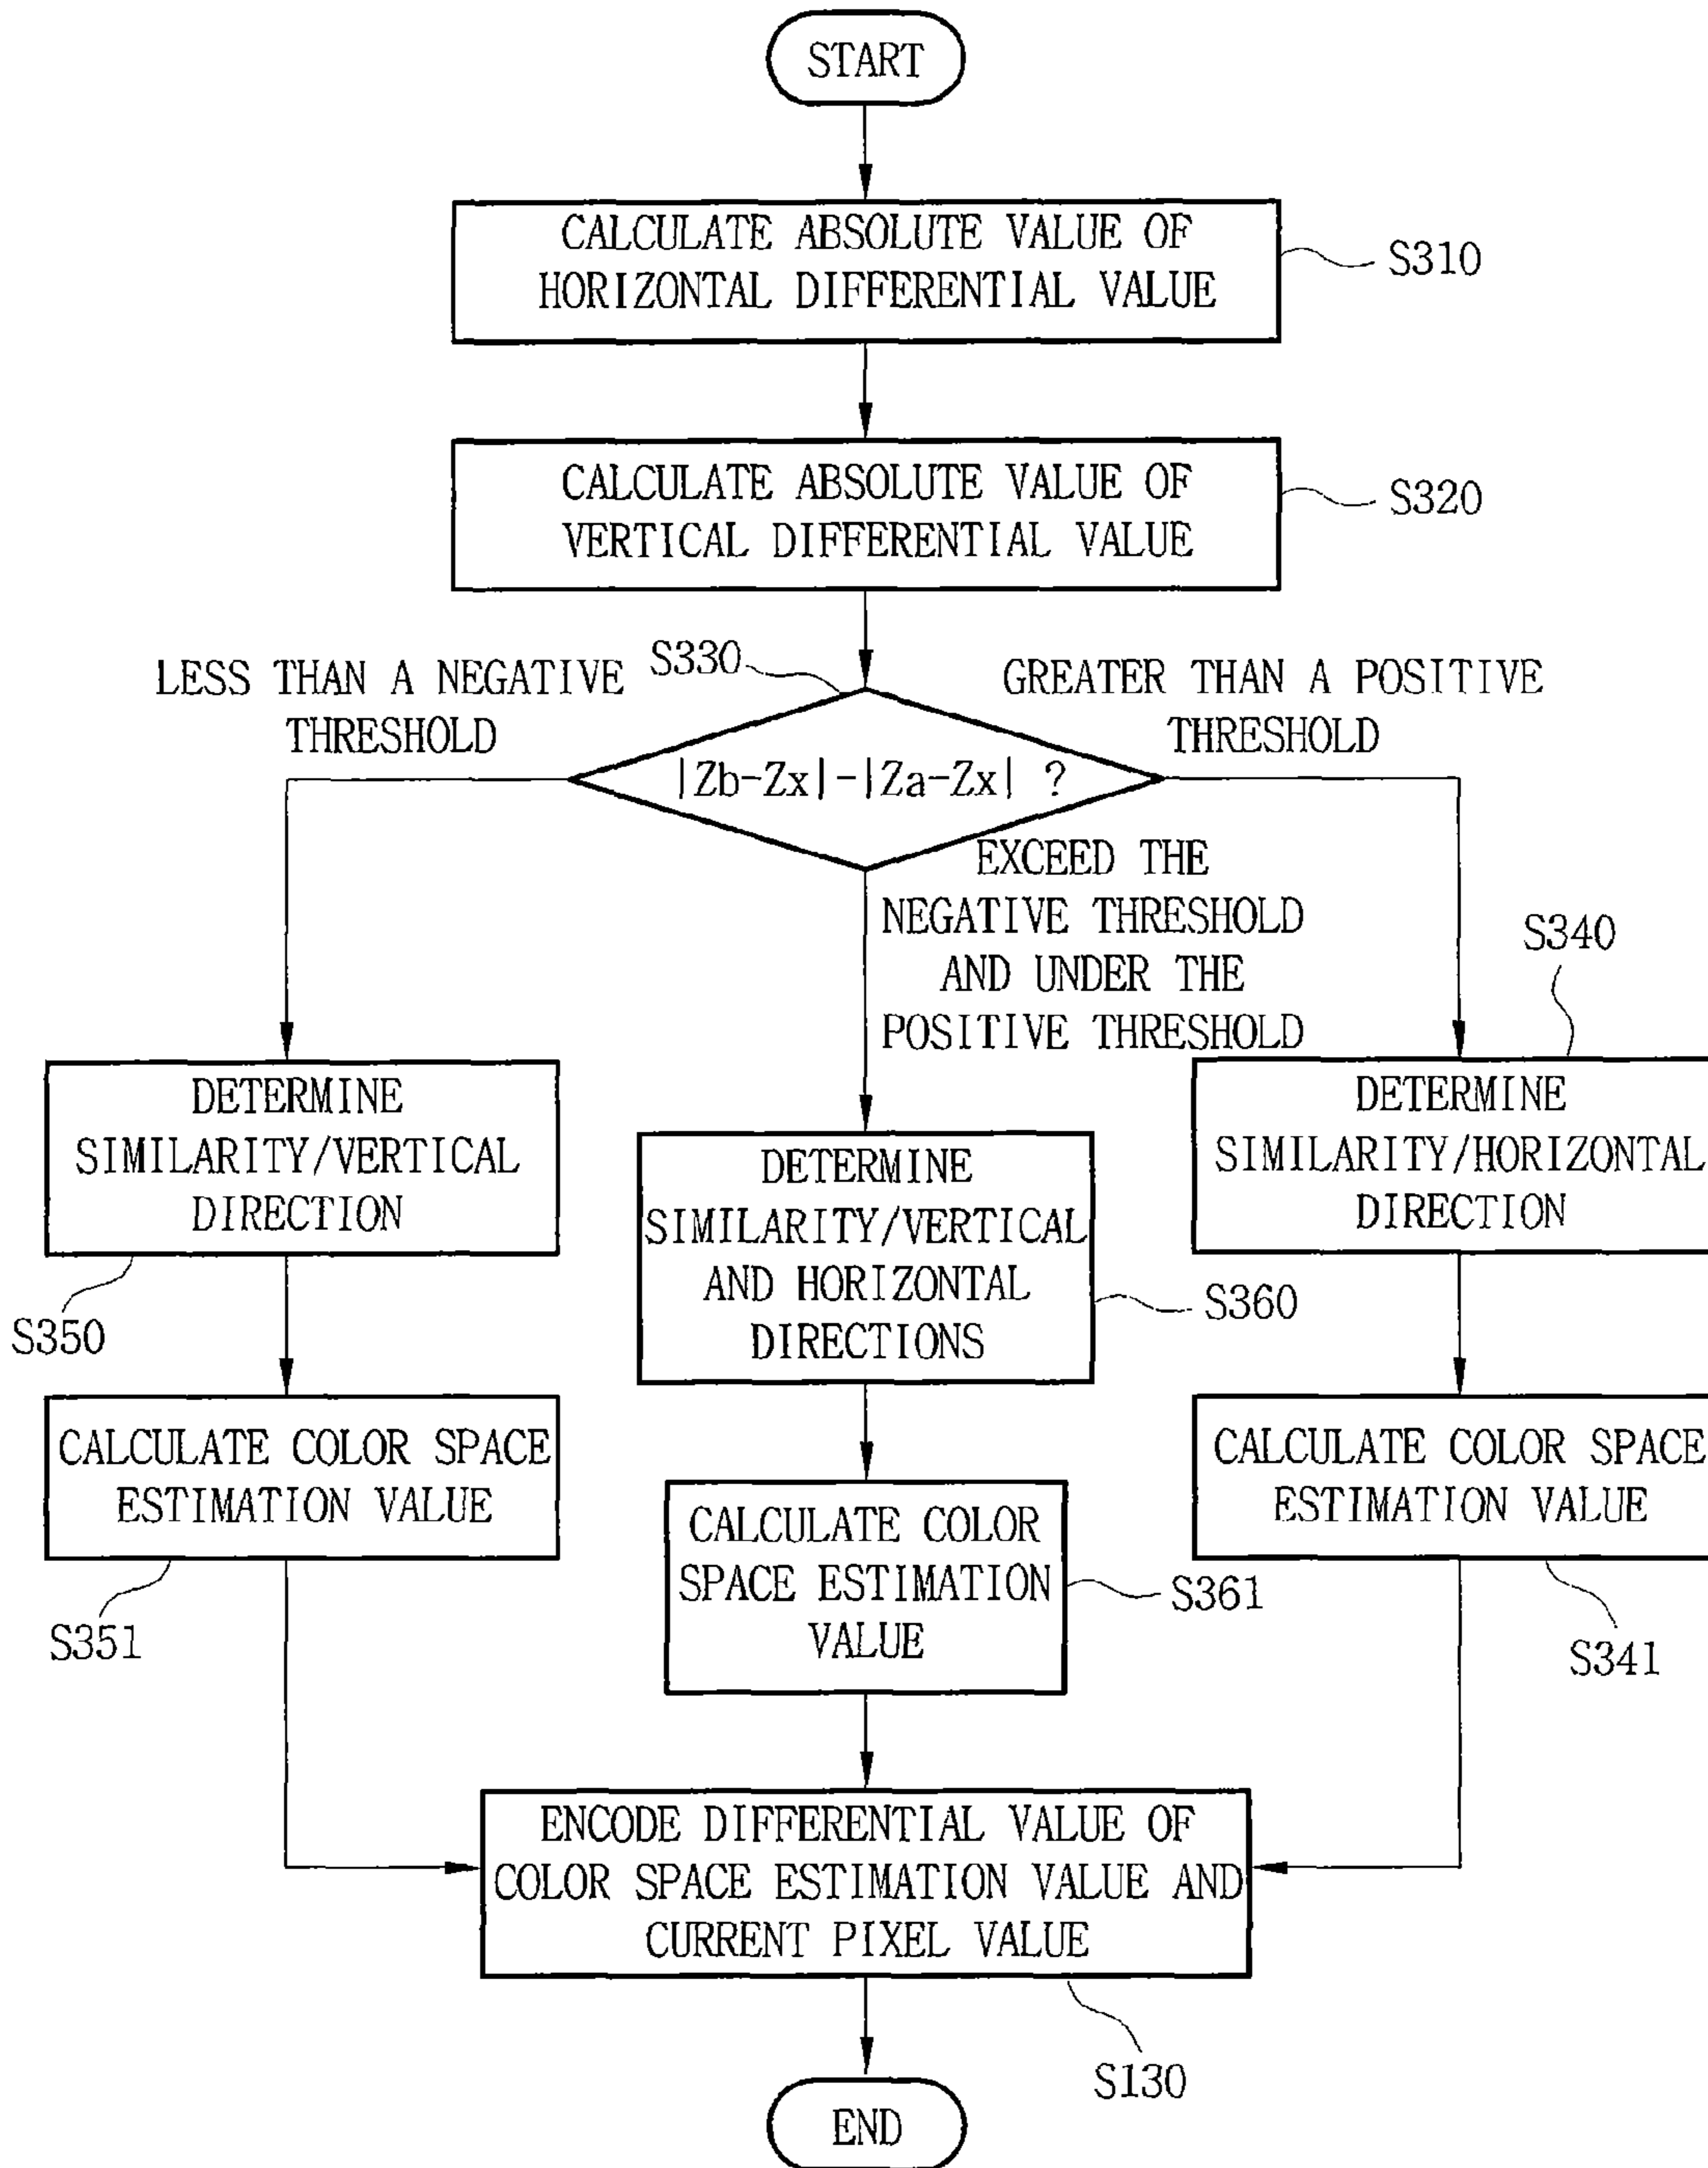 START
CALCULATE ABSOLUTE VALUE OF
HORIZONTAL DIFFERENTIAL VALUE
S310
CALCULATE ABSOLUTE VALUE OF
VERTICAL DIFFERENTIAL VALUE
S320
S330
LESS THAN A NEGATIVE
THRESHOLD
GREATER THAN A POSITIVE
THRESHOLD
|Zb-Zx|-|Za-Zx| ?
EXCEED THE
NEGATIVE THRESHOLD
AND UNDER THE
POSITIVE THRESHOLD
S340
DETERMINE
SIMILARITY/VERTICAL
DIRECTION
S350
DETERMINE
SIMILARITY/VERTICAL
AND HORIZONTAL
DIRECTIONS
S360
DETERMINE
SIMILARITY/HORIZONTAL
DIRECTION
CALCULATE COLOR SPACE
ESTIMATION VALUE
S351
CALCULATE COLOR
SPACE ESTIMATION
VALUE
S361
CALCULATE COLOR SPACE
ESTIMATION VALUE
S341
ENCODE DIFFERENTIAL VALUE OF
COLOR SPACE ESTIMATION VALUE AND
CURRENT PIXEL VALUE
S130
END